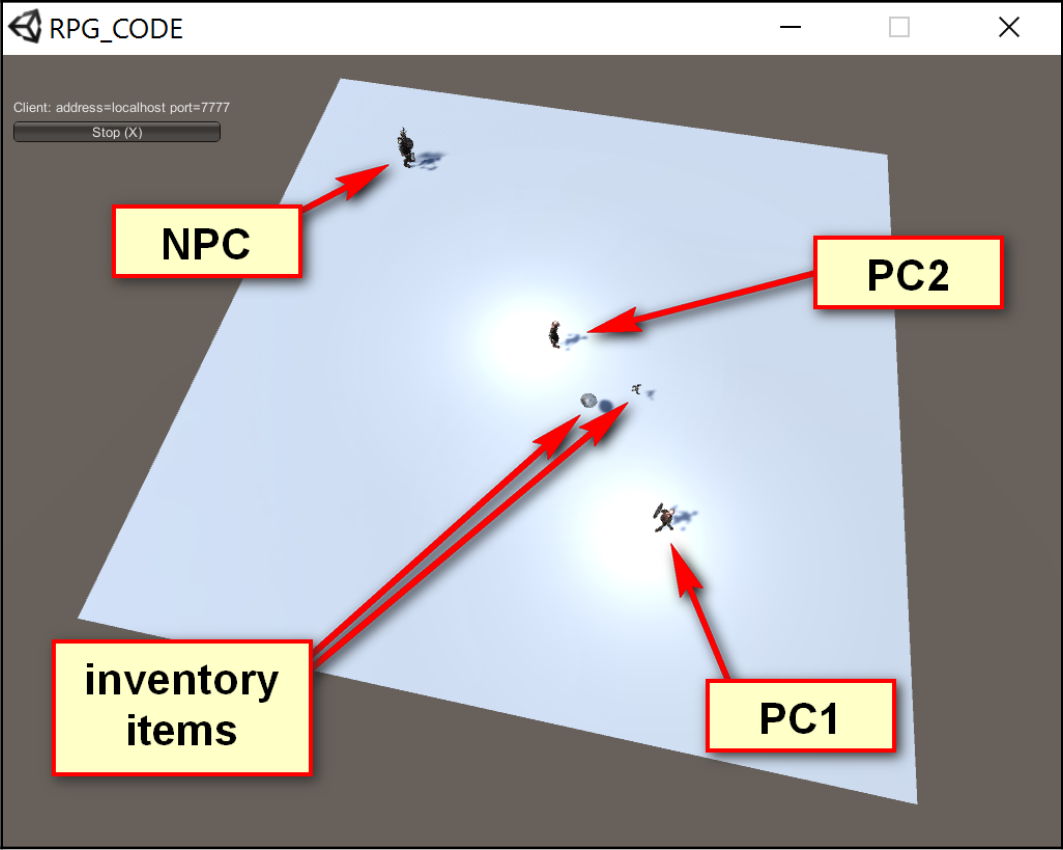 RPG_CODE
Client: address=localhost port=7777
Stop (X)
NPC
PC2
inventory
items
PC1